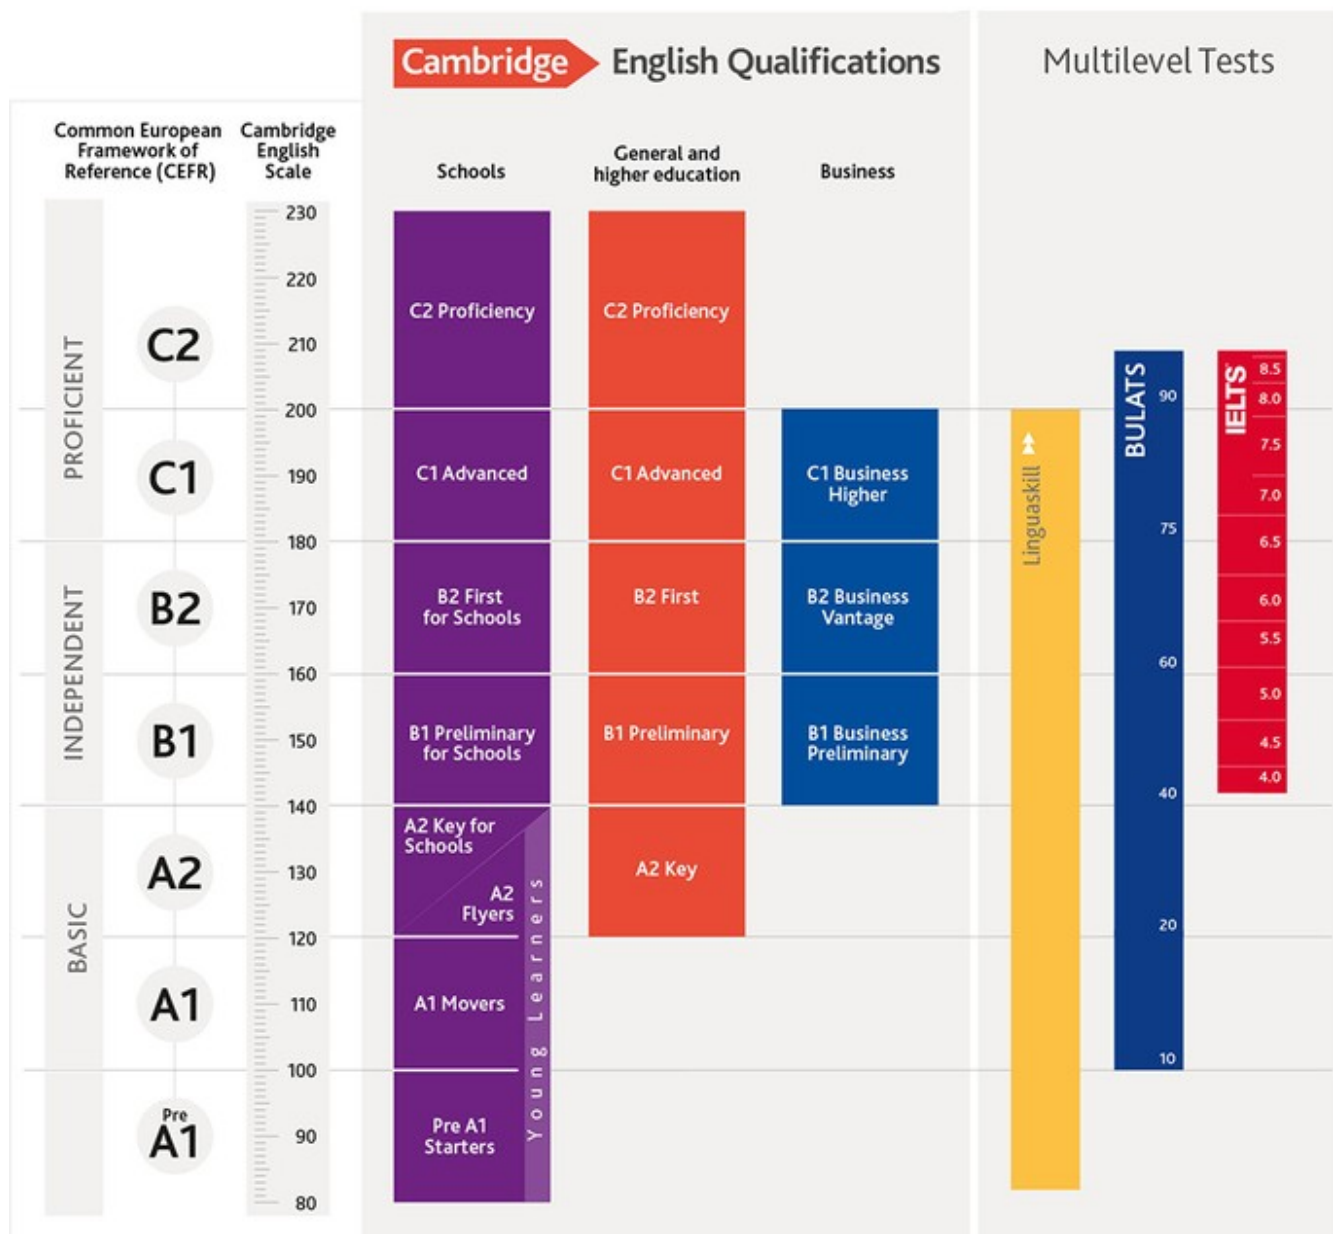 Cambridge English Qualifications
Multilevel Tests
Common European
Framework of
Reference (CEFR)
Cambridge
English
Scale
Schools
General and
higher education
Business
PROFICIENT
INDEPENDENT
BASIC
C2
C1
B2
B1
A2
A1
Pre
A1
230
220
210
200
190
180
170
160
150
140
130
120
110
100
90
80
C2 Proficiency
C1 Advanced
B2 First
for Schools
B1 Preliminary
for Schools
A2 Key for
Schools
A2
Flyers
A1 Movers
Pre A1
Starters
Young Learners
C2 Proficiency
C1 Advanced
B2 First
B1 Preliminary
A2 Key
C1 Business
Higher
B2 Business
Vantage
B1 Business
Preliminary
Linguaskill
BULATS
90
75
60
40
20
10
IELTS
8.5
8.0
7.5
7.0
6.5
6.0
5.5
5.0
4.5
4.0